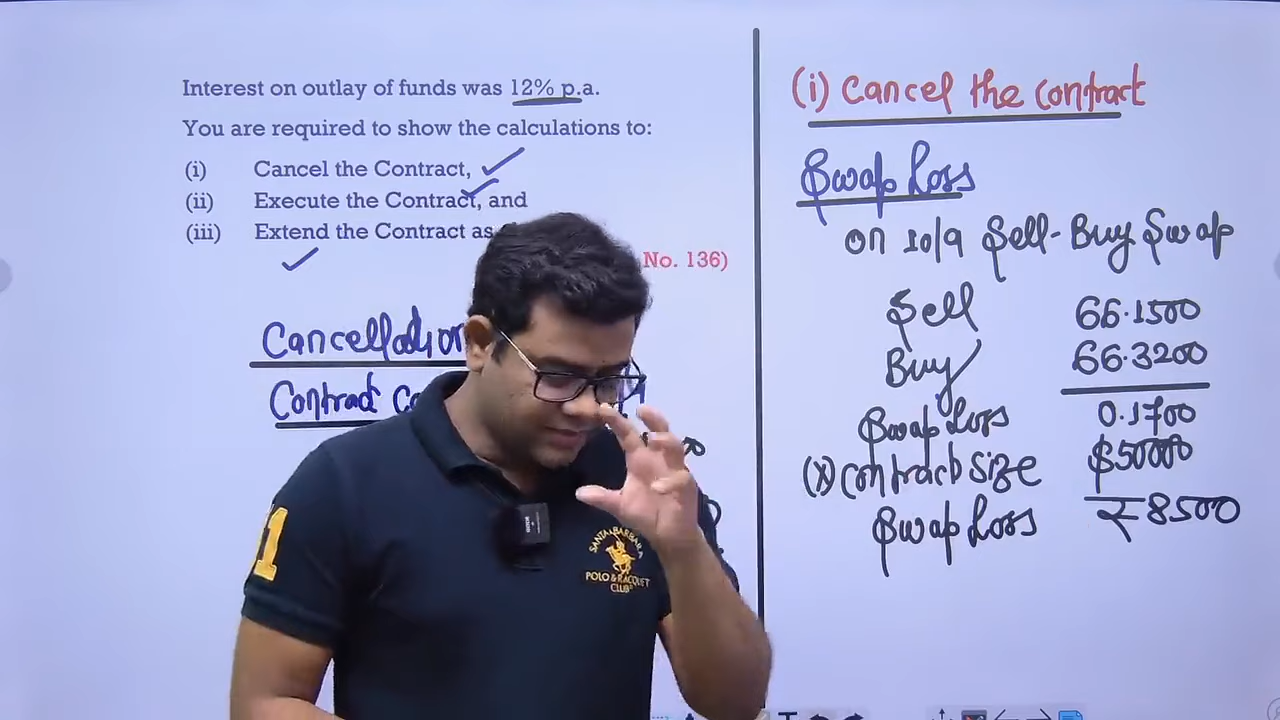 Interest on outlay of funds was 12% p.a.
You are required to show the calculations to:
(i) Cancel the Contract,
(ii) Execute the Contract, and
(iii) Extend the Contract as
No. 136)
Cancellation
Contract
(i) Cancel the contract
Swap Loss
on 10/9 Sell-Buy Swap
Sell 66.1500
Buy 66.3200
Swap Loss 0.1700
(x) Contract Size $50000
Swap Loss ₹8500
1
SANTA BARBARA
POLO & RACQUET
CLUB